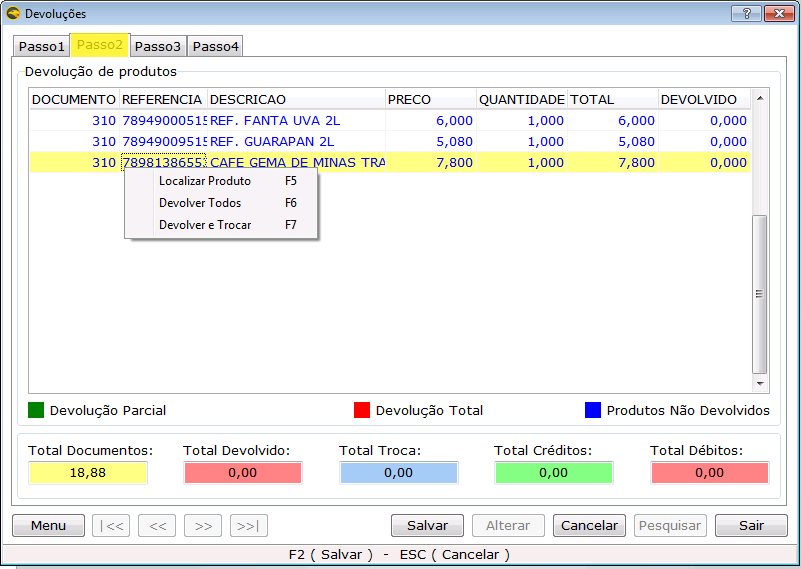 Devoluções
Passo1 Passo2 Passo3 Passo4
Devolução de produtos
DOCUMENTO REFERENCIA DESCRICAO PRECO QUANTIDADE TOTAL DEVOLVIDO
310 78949000515 REF. FANTA UVA 2L 6,000 1,000 6,000 0,000
310 78949009515 REF. GUARAPAN 2L 5,080 1,000 5,080 0,000
310 7898138655 CAFE GEMA DE MINAS TRA 7,800 1,000 7,800 0,000
Localizar Produto F5
Devolver Todos F6
Devolver e Trocar F7
Devolução Parcial Devolução Total Produtos Não Devolvidos
Total Documentos: Total Devolvido: Total Troca: Total Créditos: Total Débitos:
18,88 0,00 0,00 0,00 0,00
Menu |<< << >> >>| Salvar Alterar Cancelar Pesquisar Sair
F2 ( Salvar ) - ESC ( Cancelar )